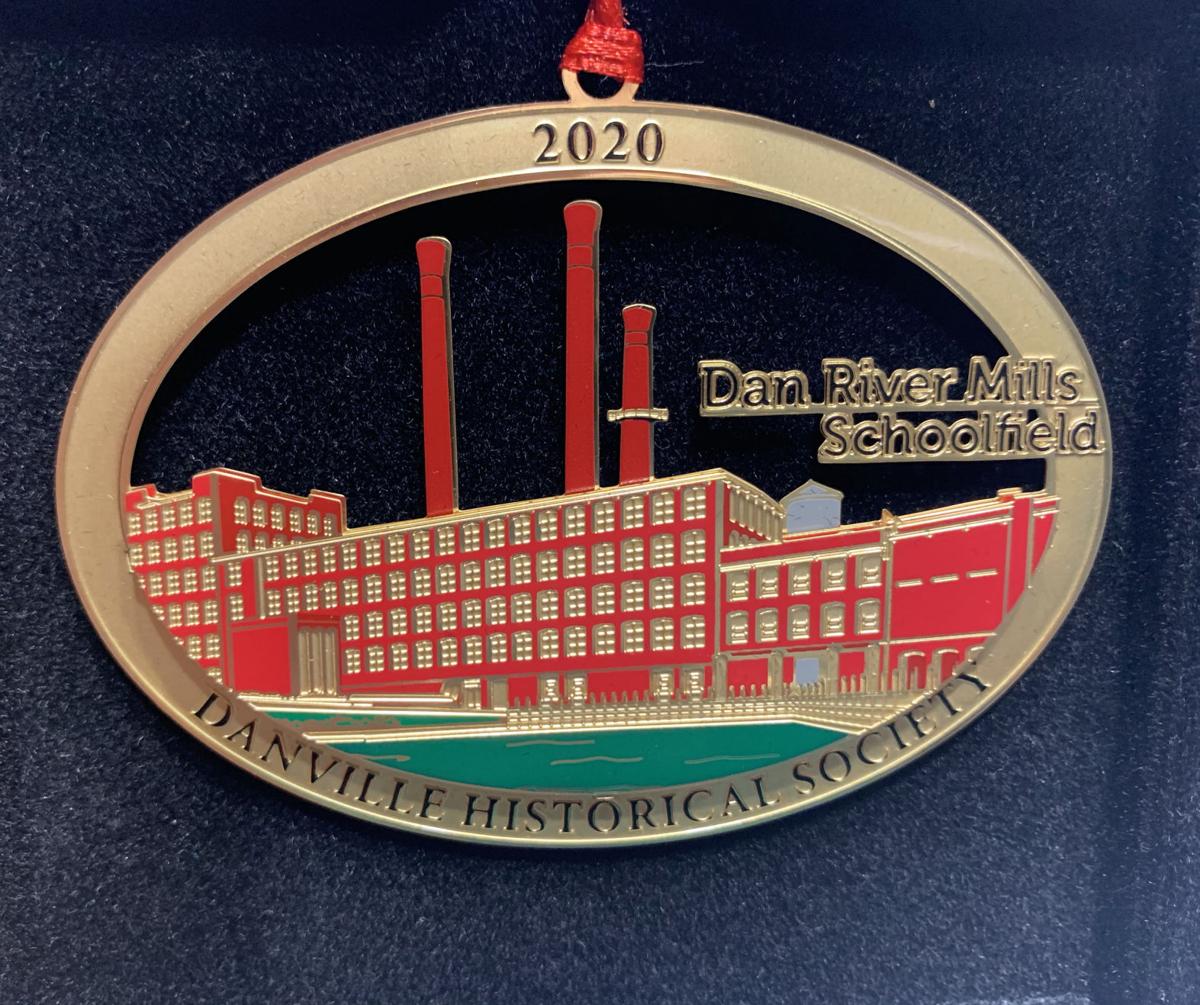 2020
Dan River Mills
Schoolfield
DANVILLE HISTORICAL SOCIETY